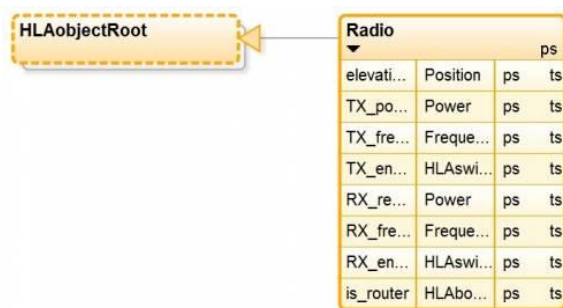 HLAobjectRoot
Radio
ps
elevati... Position ps ts
TX_po... Power ps ts
TX_fre... Freque... ps ts
TX_en... HLAswi... ps ts
RX_re... Power ps ts
RX_fre... Freque... ps ts
RX_en... HLAswi... ps ts
is_router HLAbo... ps ts